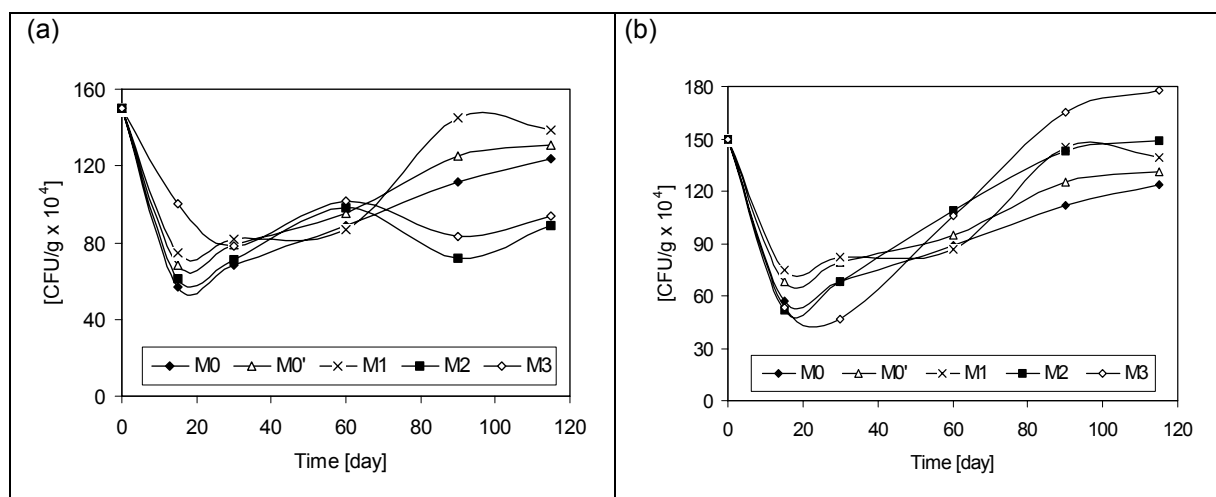 (a)
160
120
80
40
0
[CFU/g x 10⁴]
M0 M0' M1 M2 M3
0 20 40 60 80 100 120
Time [day]
(b)
180
150
120
90
60
30
0
[CFU/g x 10⁴]
M0 M0' M1 M2 M3
0 20 40 60 80 100 120
Time [day]